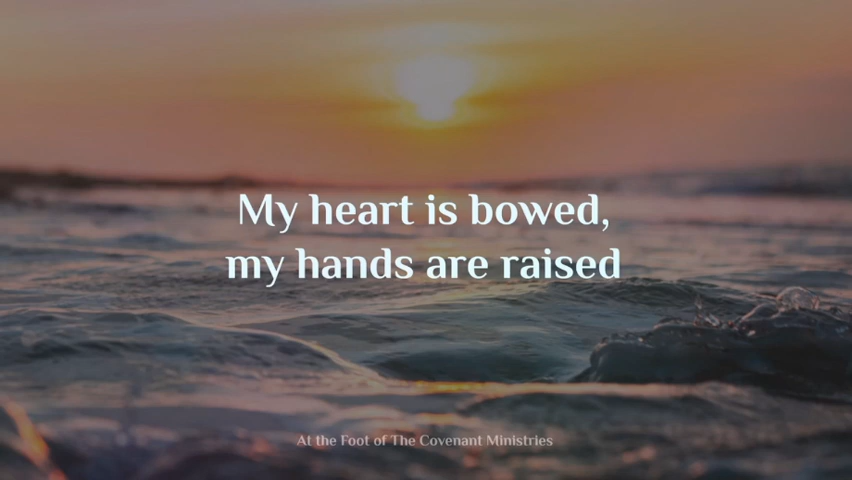 My heart is bowed,
my hands are raised
At the Foot of The Covenant Ministries